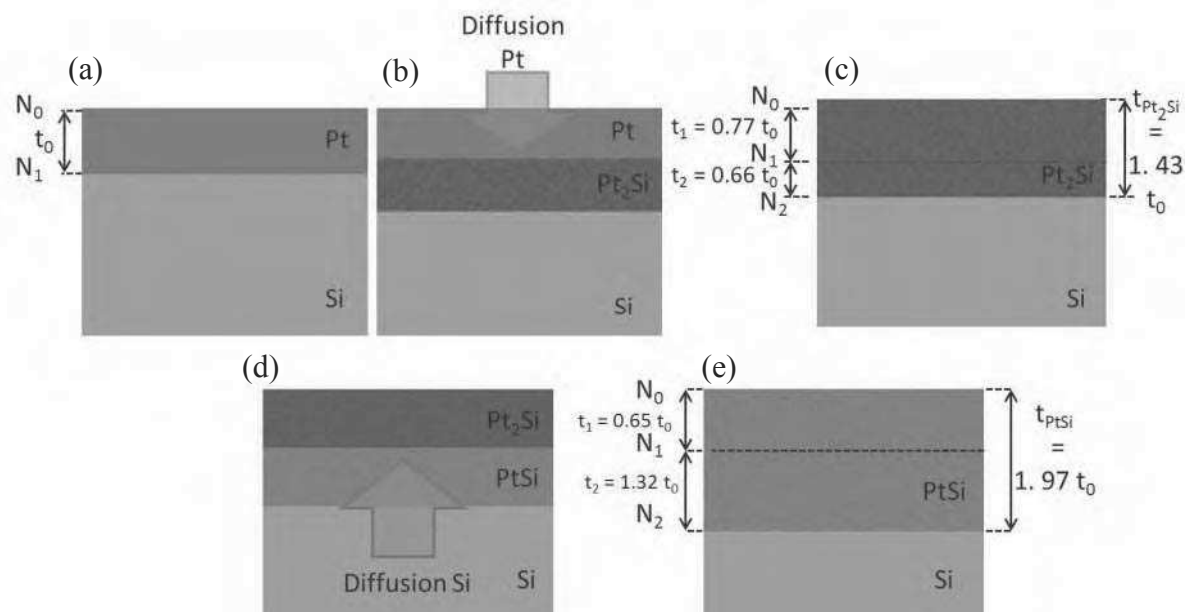 Diffusion
Pt
(a)
(b)
(c)
N₀
t₀
N₁
Pt
Si
Pt
Pt₂Si
Si
t₁ = 0.77 t₀
t₂ = 0.66 t₀
N₀
N₁
N₂
Pt₂Si
Si
t_Pt₂Si
=
1. 43
t₀
(d)
(e)
Pt₂Si
PtSi
Diffusion Si
Si
N₀
t₁ = 0.65 t₀
N₁
t₂ = 1.32 t₀
N₂
PtSi
Si
t_PtSi
=
1. 97 t₀